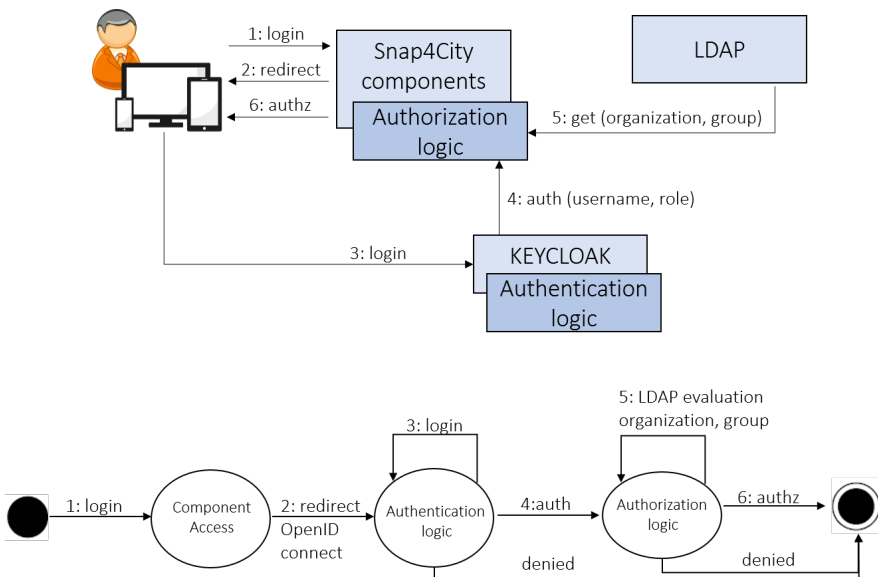 1: login
2: redirect
6: authz
Snap4City
components
Authorization
logic
LDAP
5: get (organization, group)
4: auth (username, role)
3: login
KEYCLOAK
Authentication
logic
5: LDAP evaluation
organization, group
3: login
1: login
Component
Access
2: redirect
OpenID
connect
Authentication
logic
4:auth
Authorization
logic
6: authz
denied
denied